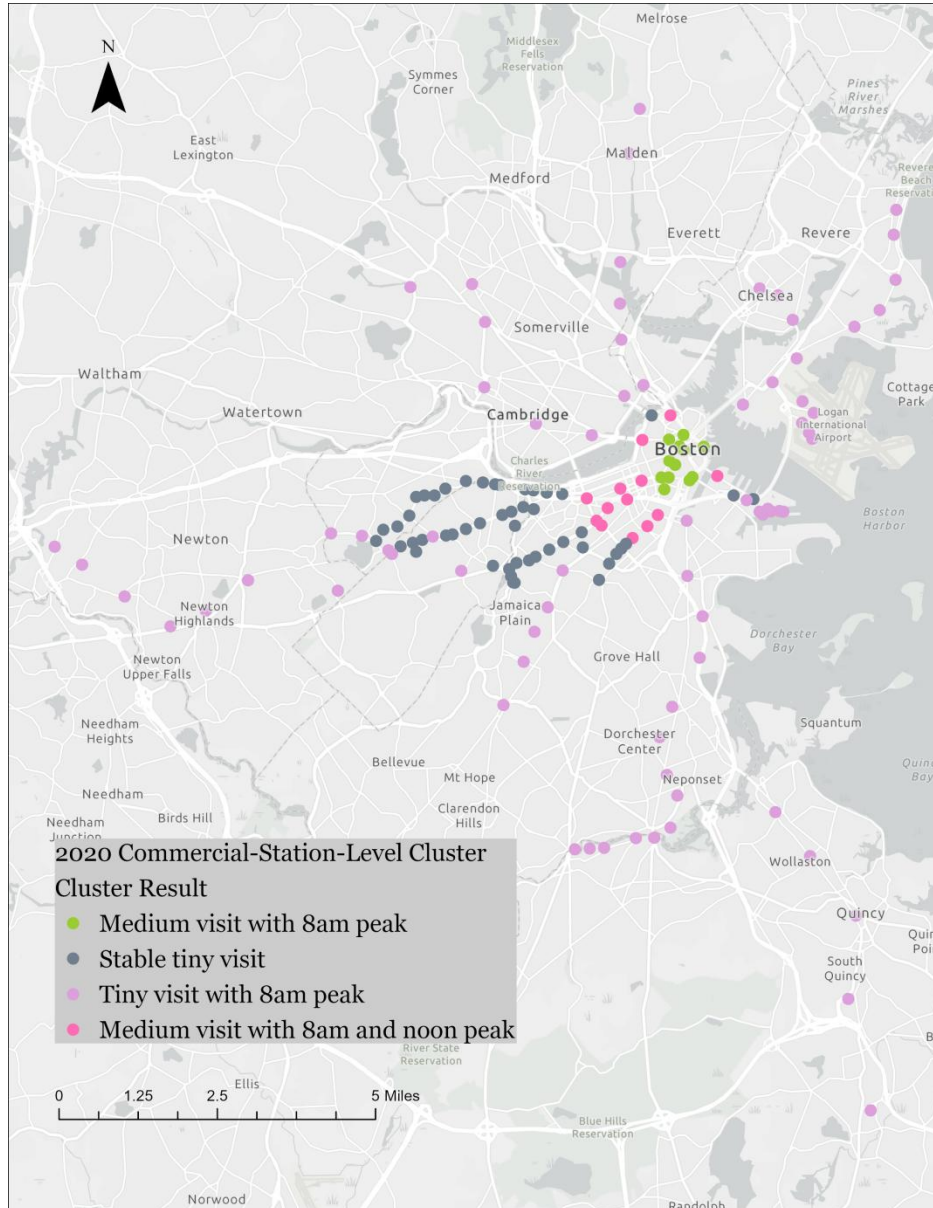 Melrose
N
Middlesex
Fells
Reservation
Symmes
Corner
Pines
River
Marshes
East
Lexington
Malden
Medford
Revere
Beach
Everett
Revere
Chelsea
Somerville
Waltham
Watertown
Cambridge
Cottage
Park
Logan
International
Airport
Boston
Charles
River
Reservation
Boston
Harbor
Newton
Jamaica
Plain
Newton
Highlands
Dorchester
Bay
Grove Hall
Newton
Upper Falls
Squantum
Needham
Heights
Dorchester
Center
Bellevue
Mt Hope
Neponset
Needham
Birds Hill
Clarendon
Hills
Needham
Junction
Wollaston
2020 Commercial-Station-Level Cluster
Cluster Result
Medium visit with 8am peak
Stable tiny visit
Tiny visit with 8am peak
Medium visit with 8am and noon peak
Quincy
South
Quincy
River State
Reservation
Ellis
0 1.25 2.5 5 Miles
Blue Hills
Reservation
Norwood
Randolph